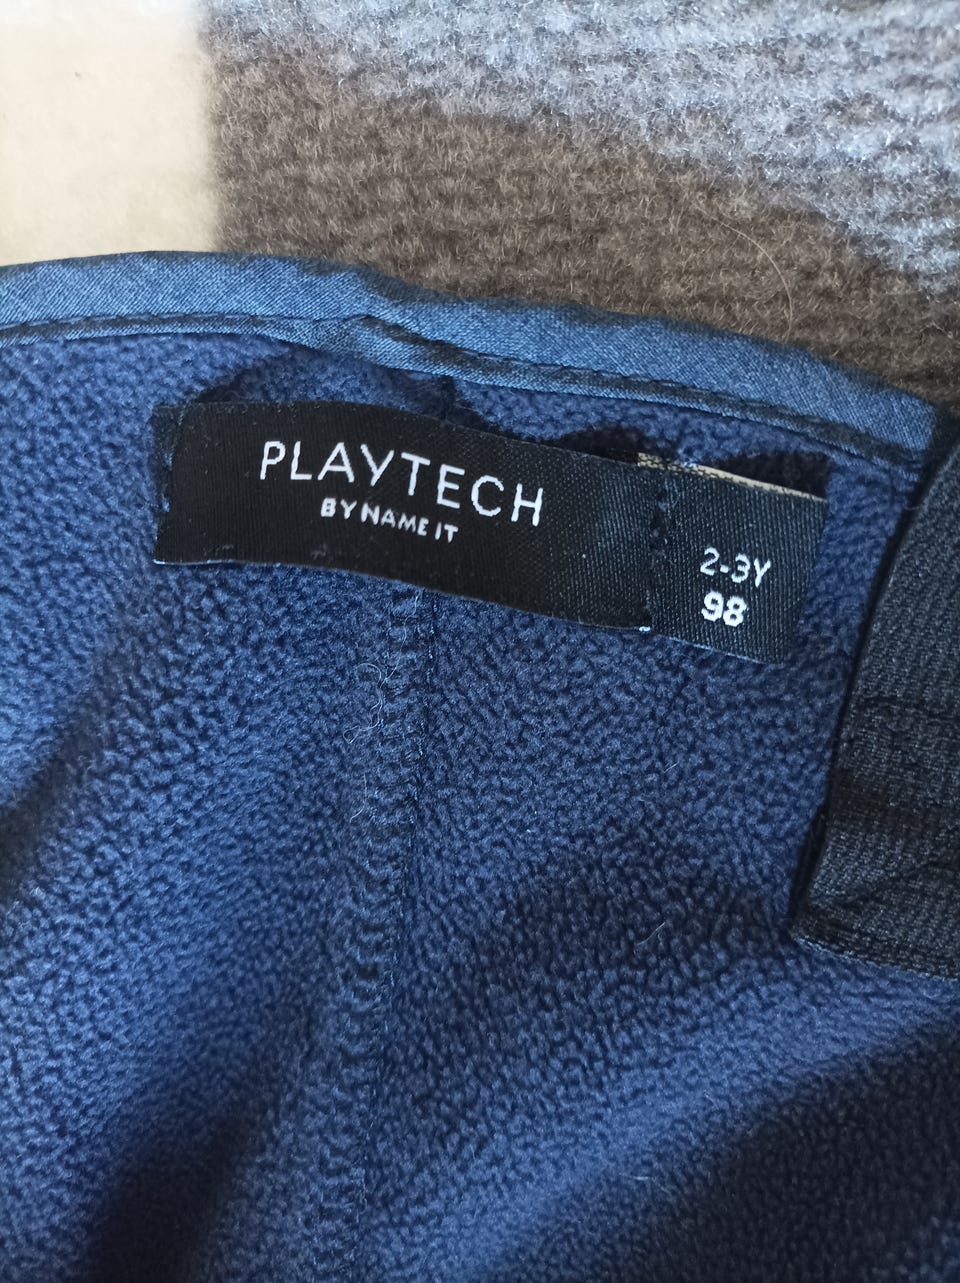 PLAYTECH
BY NAME IT
2-3Y
98